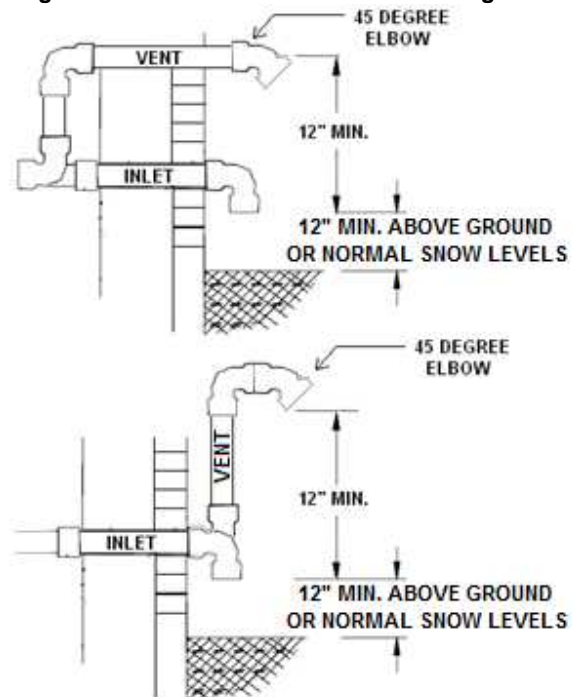 45 DEGREE
ELBOW
VENT
12" MIN.
INLET
12" MIN. ABOVE GROUND
OR NORMAL SNOW LEVELS
45 DEGREE
ELBOW
VENT
12" MIN.
INLET
12" MIN. ABOVE GROUND
OR NORMAL SNOW LEVELS